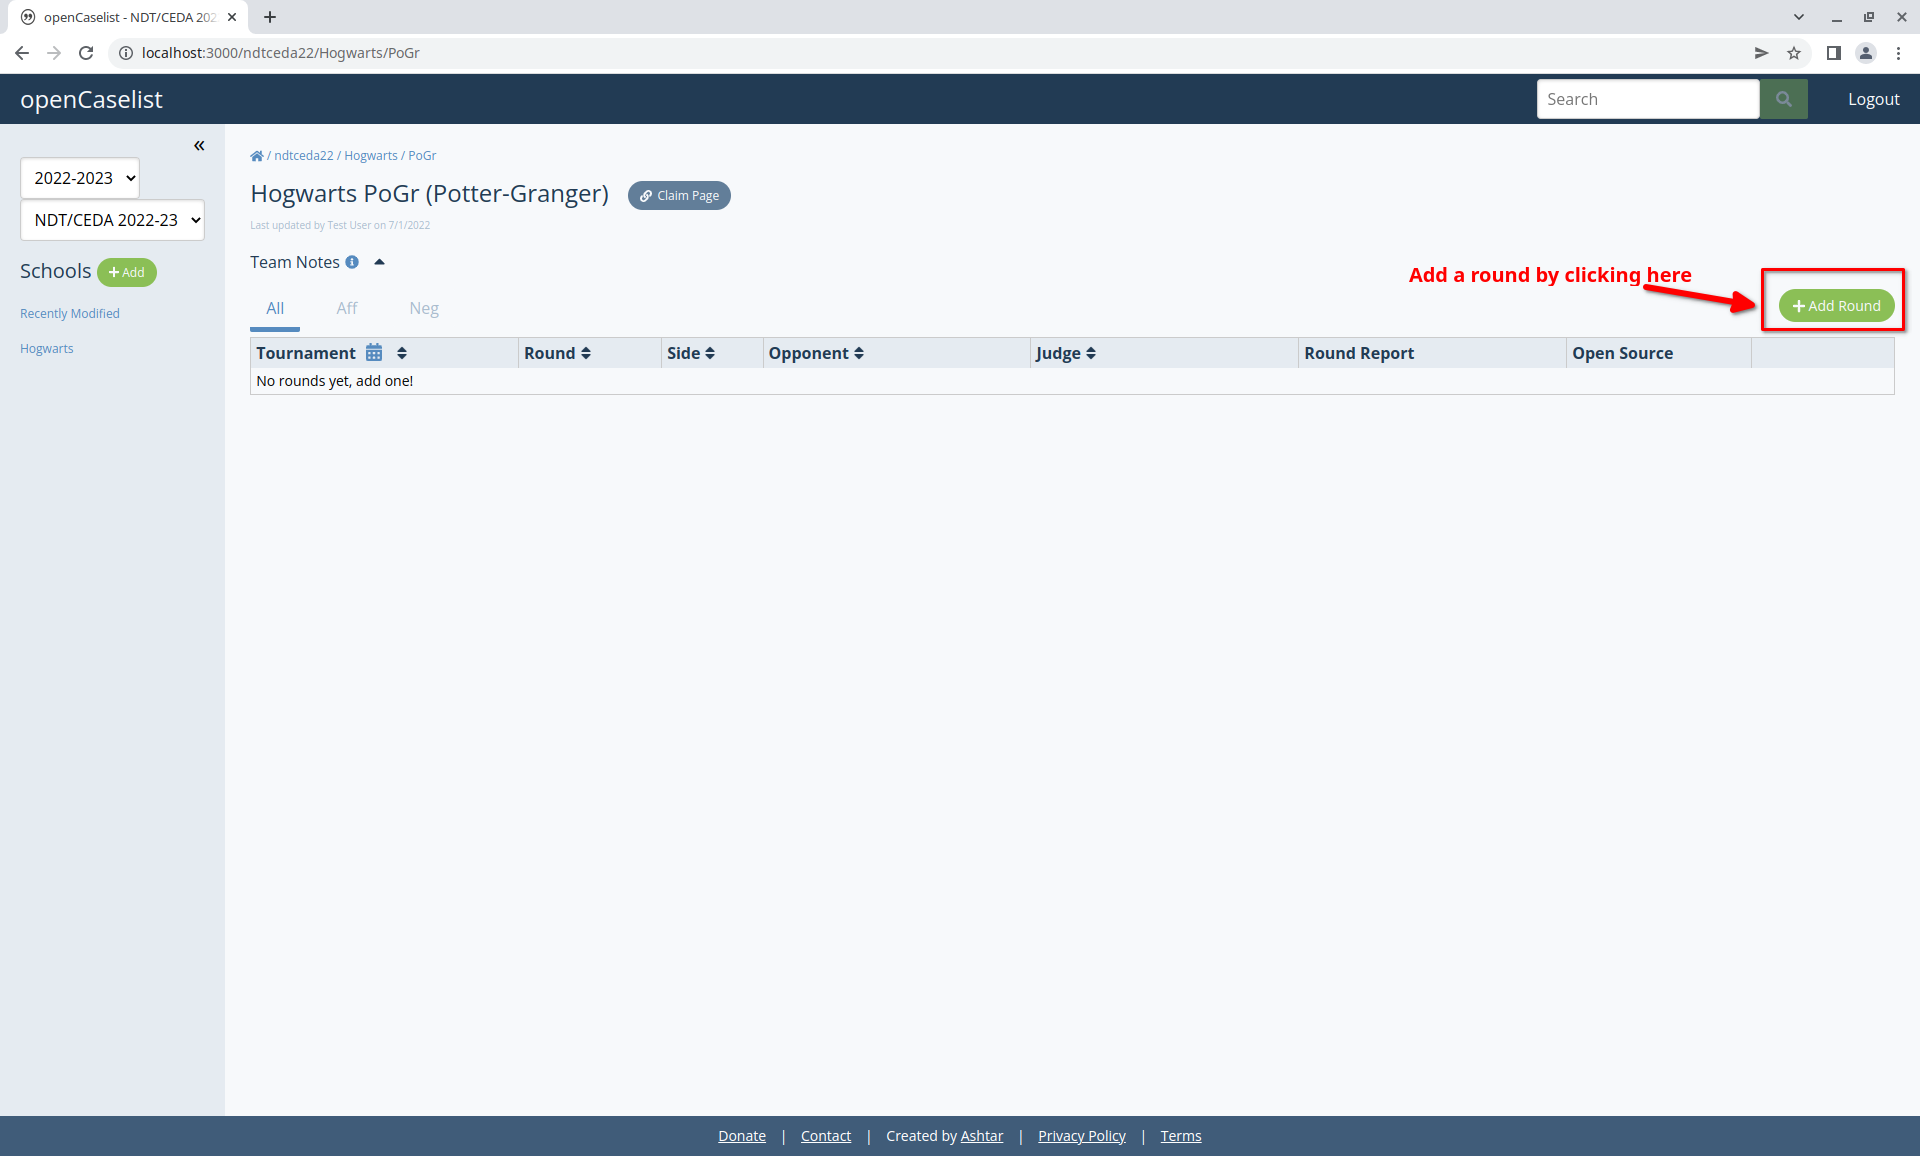 openCaselist - NDT/CEDA 202
localhost:3000/ndtceda22/Hogwarts/PoGr
openCaselist
Search
Logout
«
2022-2023
NDT/CEDA 2022-23
Schools
+ Add
Recently Modified
Hogwarts
/ ndtceda22 / Hogwarts / PoGr
Hogwarts PoGr (Potter-Granger)
Claim Page
Last updated by Test User on 7/1/2022
Team Notes
Add a round by clicking here
All Aff Neg
+ Add Round
Tournament Round Side Opponent Judge Round Report Open Source
No rounds yet, add one!
Donate | Contact | Created by Ashtar | Privacy Policy | Terms